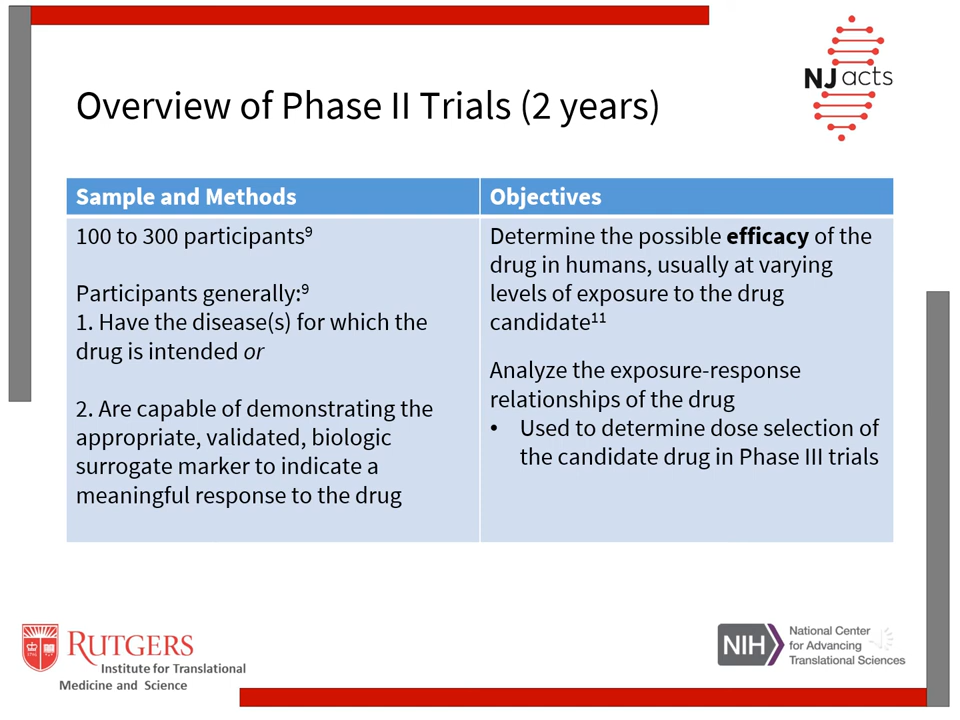 NJ acts
Overview of Phase II Trials (2 years)
Sample and Methods
100 to 300 participants⁹
Participants generally:⁹
1. Have the disease(s) for which the
drug is intended or
2. Are capable of demonstrating the
appropriate, validated, biologic
surrogate marker to indicate a
meaningful response to the drug
Objectives
Determine the possible efficacy of the
drug in humans, usually at varying
levels of exposure to the drug
candidate¹¹
Analyze the exposure-response
relationships of the drug
• Used to determine dose selection of
the candidate drug in Phase III trials
RUTGERS
Institute for Translational
Medicine and Science
NIH
National Center
for Advancing
Translational Sciences